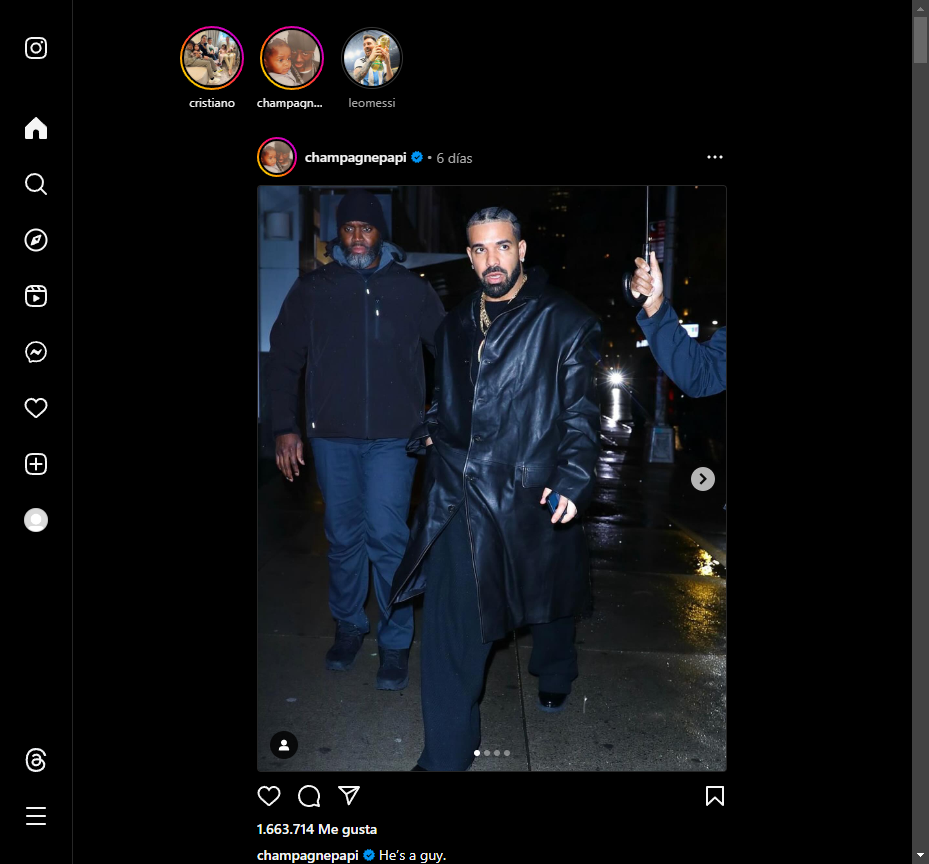 cristiano
champagn...
leomessi
champagnepapi • 6 días
1.663.714 Me gusta
champagnepapi He’s a guy.